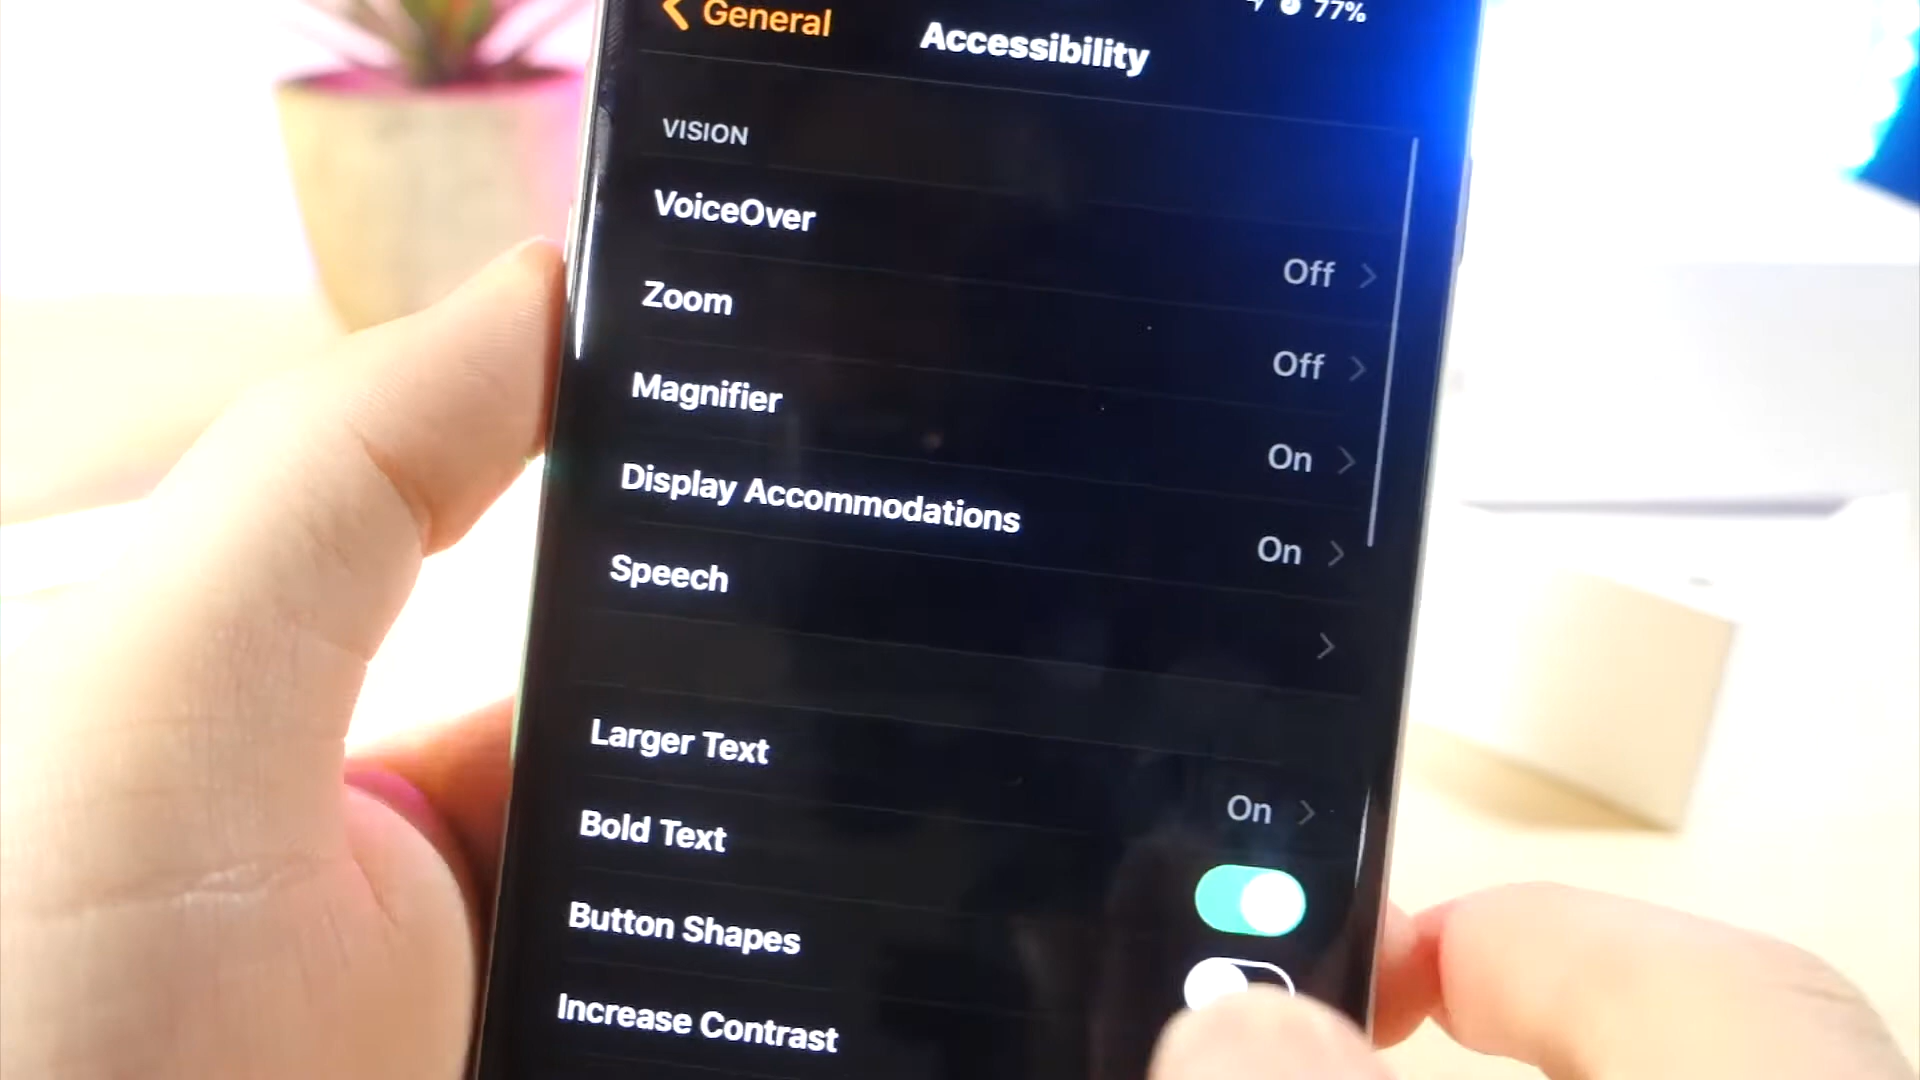 General
Accessibility
77%
VISION
VoiceOver
Off
Zoom
Off
Magnifier
On
Display Accommodations
On
Speech
Larger Text
On
Bold Text
Button Shapes
Increase Contrast